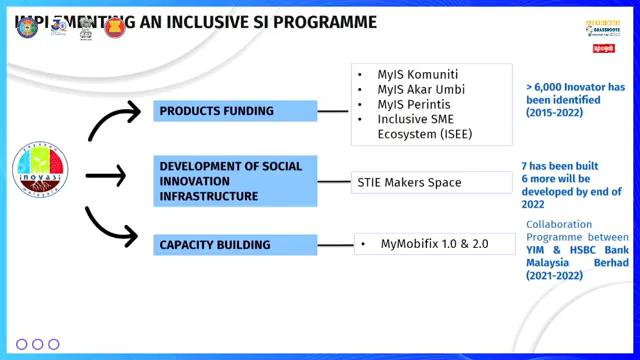 IMPLEMENTING AN INCLUSIVE SI PROGRAMME
• MyIS Komuniti
• MyIS Akar Umbi
• MyIS Perintis
• Inclusive SME
Ecosystem (ISEE)
> 6,000 Inovator has
been identified
(2015-2022)
PRODUCTS FUNDING
DEVELOPMENT OF SOCIAL
INNOVATION
INFRASTRUCTURE
STIE Makers Space
7 has been built
6 more will be
developed by end of
2022
CAPACITY BUILDING
• MyMobifix 1.0 & 2.0
Collaboration
Programme between
YIM & HSBC Bank
Malaysia Berhad
(2021-2022)
iNOVASi
GRASSROOTS